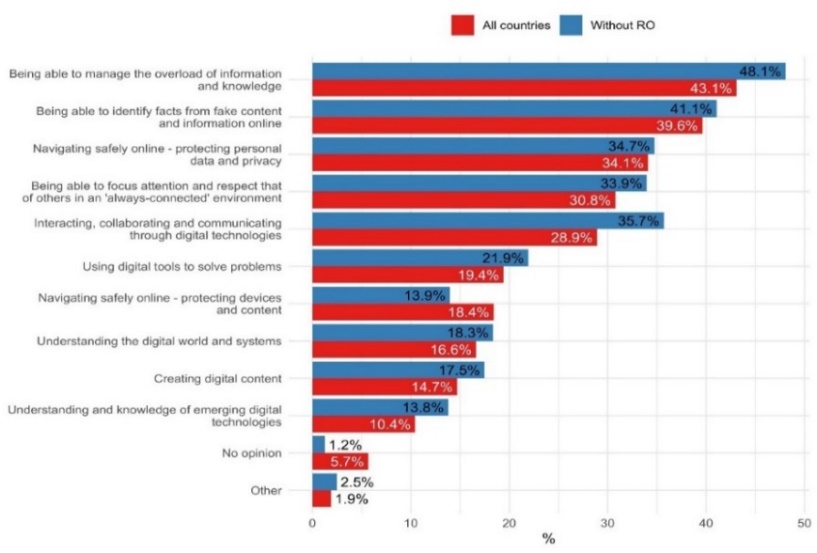 All countries Without RO
Being able to manage the overload of information
and knowledge
48.1%
43.1%
Being able to identify facts from fake content
and information online
41.1%
39.6%
Navigating safely online - protecting personal
data and privacy
34.7%
34.1%
Being able to focus attention and respect that
of others in an 'always-connected' environment
33.9%
30.8%
Interacting, collaborating and communicating
through digital technologies
35.7%
28.9%
Using digital tools to solve problems
21.9%
19.4%
Navigating safely online - protecting devices
and content
13.9%
18.4%
Understanding the digital world and systems
18.3%
16.6%
Creating digital content
17.5%
14.7%
Understanding and knowledge of emerging digital
technologies
13.8%
10.4%
No opinion
1.2%
5.7%
Other
2.5%
1.9%
0 10 20 30 40 50
%